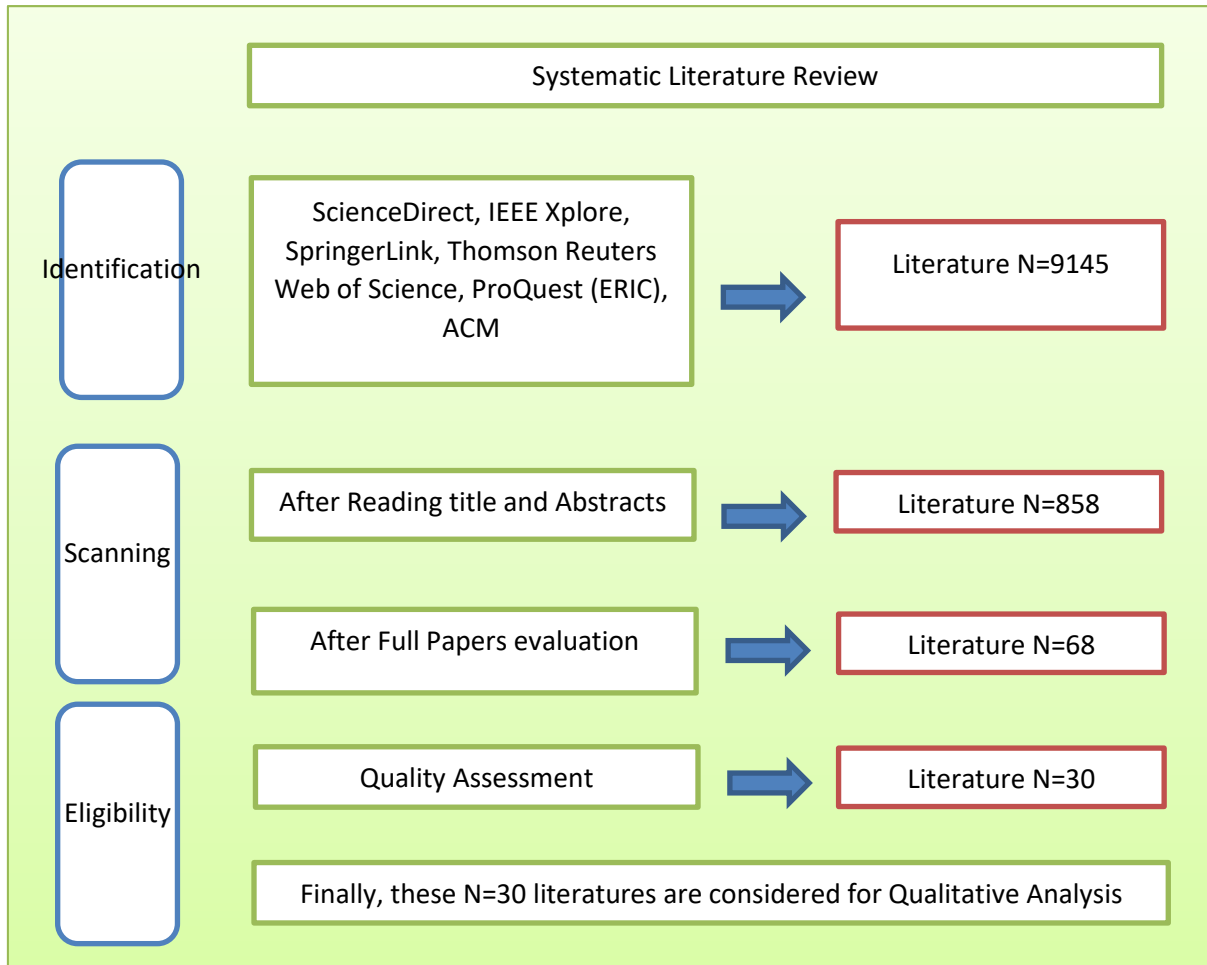 Systematic Literature Review
Identification
ScienceDirect, IEEE Xplore,
SpringerLink, Thomson Reuters
Web of Science, ProQuest (ERIC),
ACM
Literature N=9145
Scanning
After Reading title and Abstracts
Literature N=858
After Full Papers evaluation
Literature N=68
Eligibility
Quality Assessment
Literature N=30
Finally, these N=30 literatures are considered for Qualitative Analysis